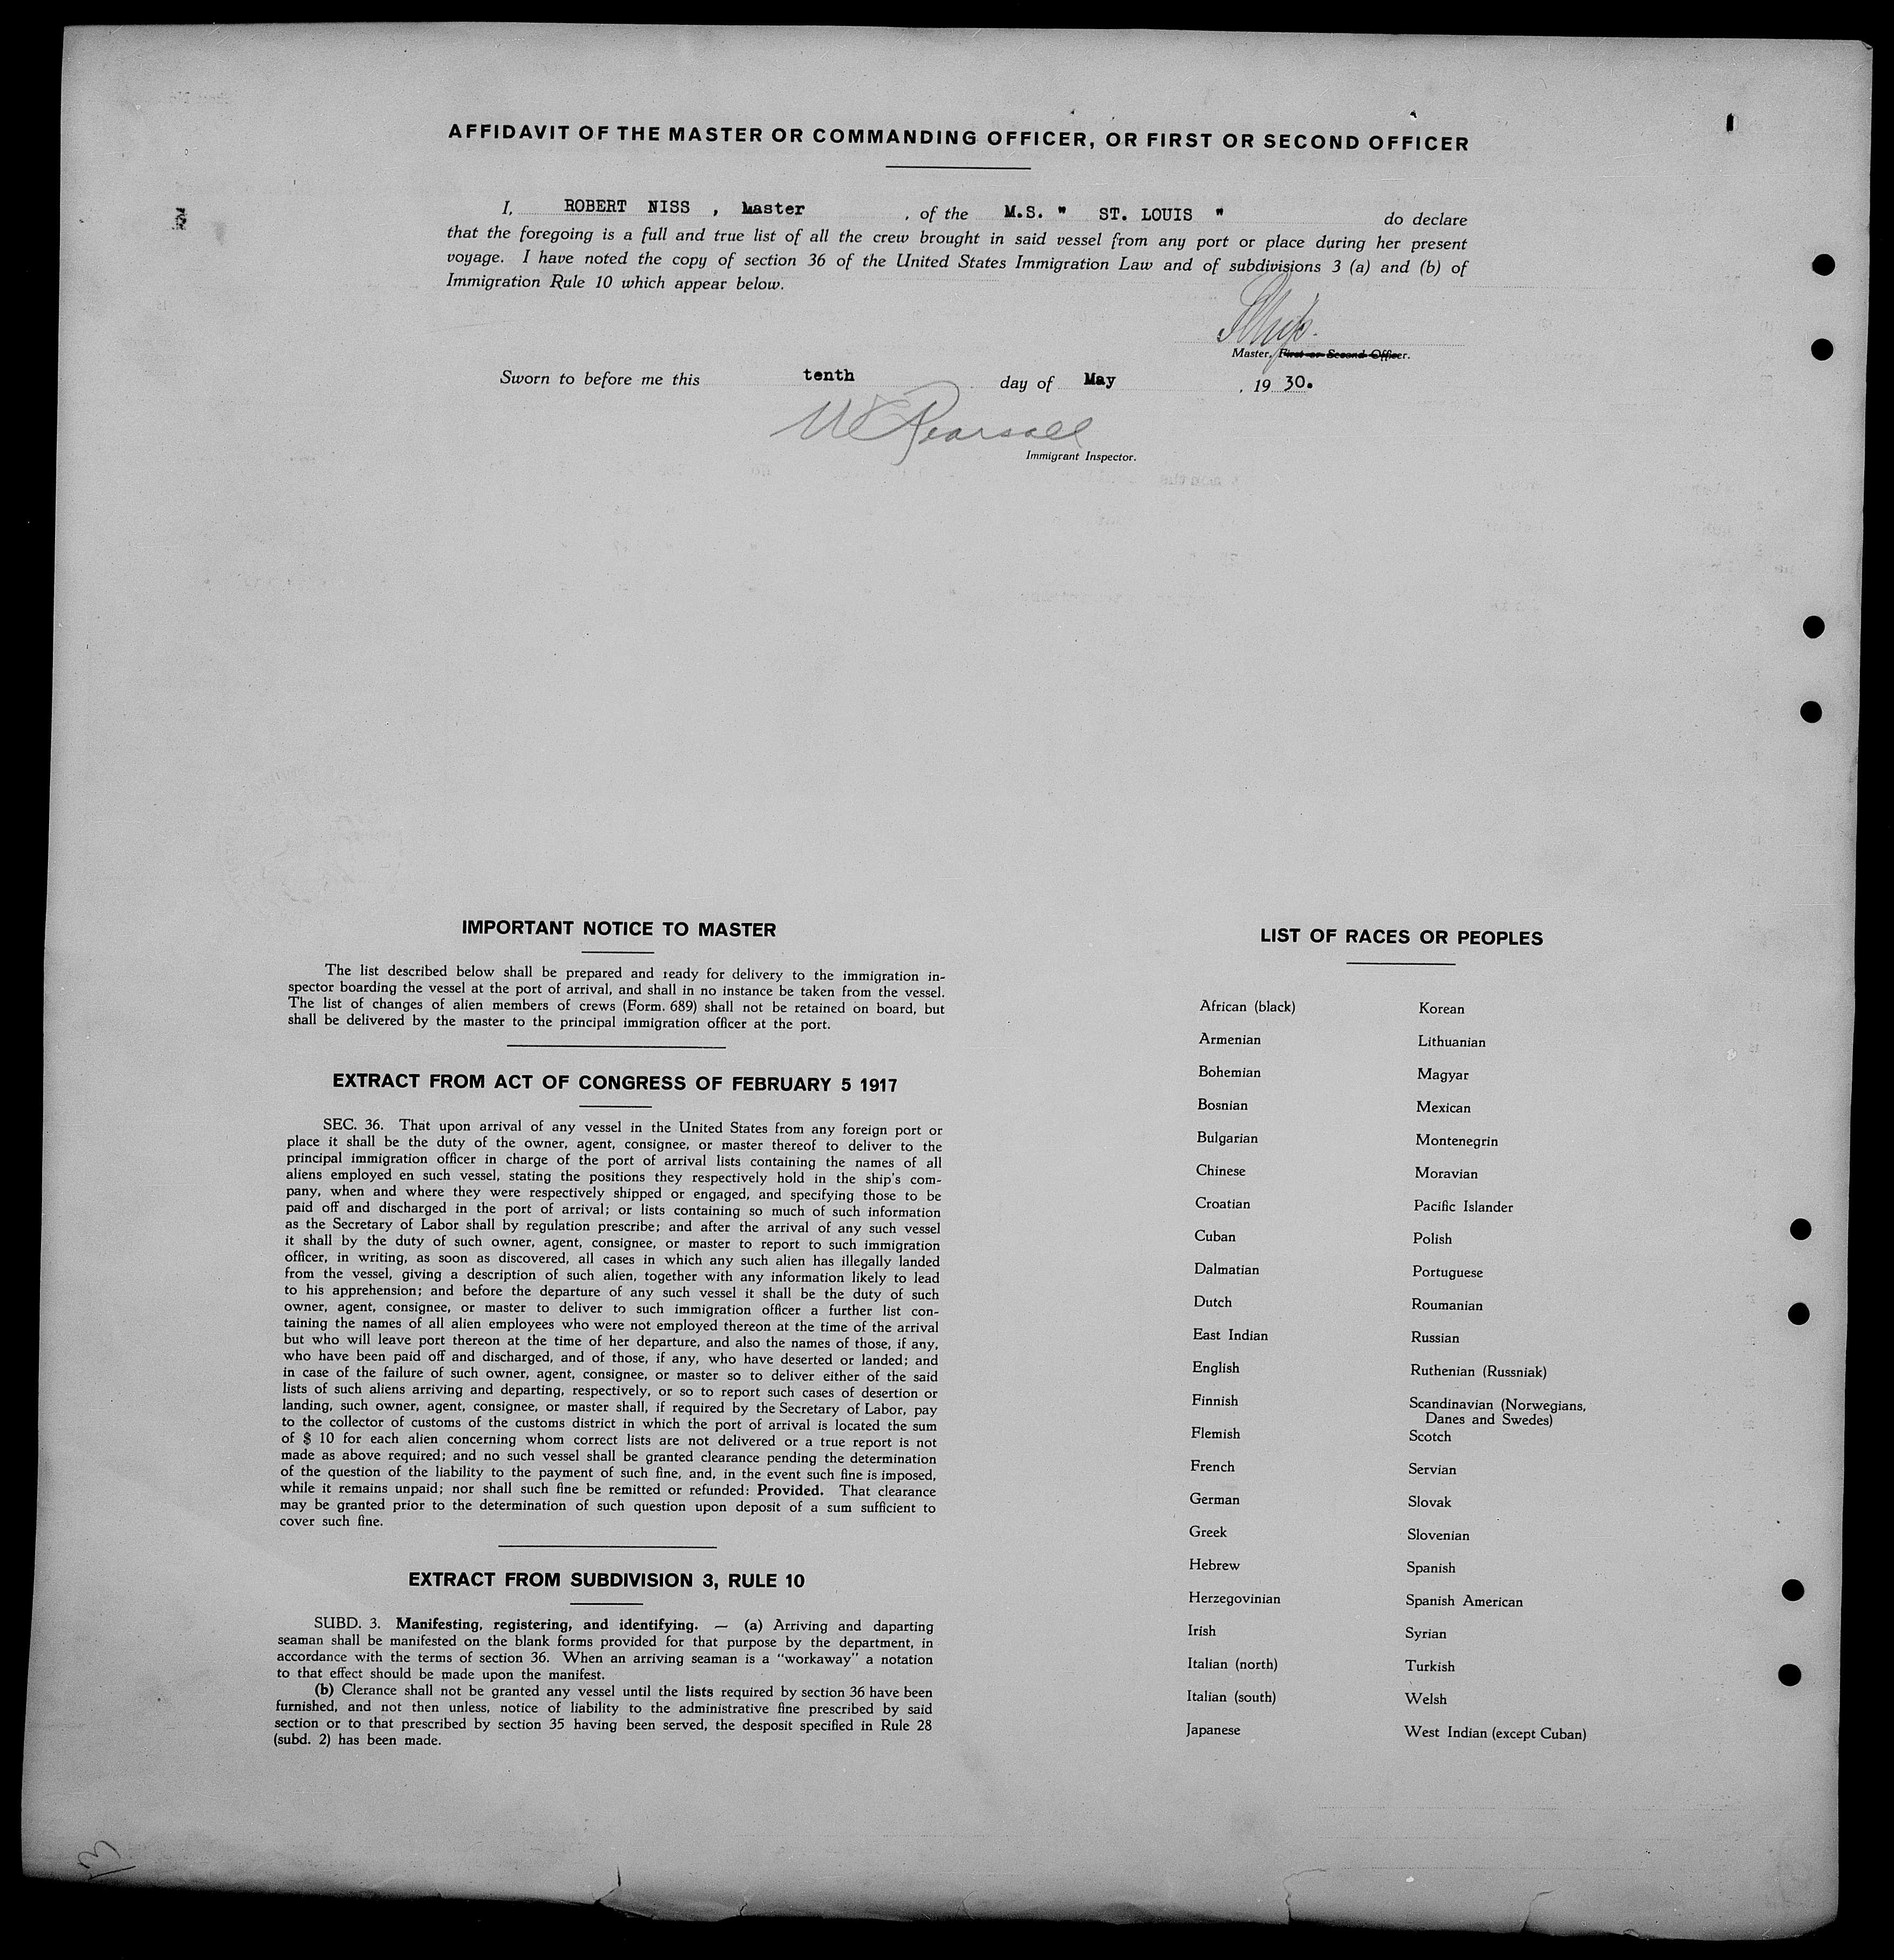 AFFIDAVIT OF THE MASTER OR COMMANDING OFFICER, OR FIRST OR SECOND OFFICER
I, ROBERT NISS , Master , of the M.S. " ST. LOUIS " do declare
that the foregoing is a full and true list of all the crew brought in said vessel from any port or place during her present
voyage. I have noted the copy of section 36 of the United States Immigration Law and of subdivisions 3 (a) and (b) of
Immigration Rule 10 which appear below.
Master, First or Second Officer.
Sworn to before me this tenth day of May , 19 30.
Pearsall
Immigrant Inspector.
IMPORTANT NOTICE TO MASTER
The list described below shall be prepared and ready for delivery to the immigration in-
spector boarding the vessel at the port of arrival, and shall in no instance be taken from the vessel.
The list of changes of alien members of crews (Form. 689) shall not be retained on board, but
shall be delivered by the master to the principal immigration officer at the port.
EXTRACT FROM ACT OF CONGRESS OF FEBRUARY 5 1917
SEC. 36. That upon arrival of any vessel in the United States from any foreign port or
place it shall be the duty of the owner, agent, consignee, or master thereof to deliver to the
principal immigration officer in charge of the port of arrival lists containing the names of all
aliens employed en such vessel, stating the positions they respectively hold in the ship's com-
pany, when and where they were respectively shipped or engaged, and specifying those to be
paid off and discharged in the port of arrival; or lists containing so much of such information
as the Secretary of Labor shall by regulation prescribe; and after the arrival of any such vessel
it shall by the duty of such owner, agent, consignee, or master to report to such immigration
officer, in writing, as soon as discovered, all cases in which any such alien has illegally landed
from the vessel, giving a description of such alien, together with any information likely to lead
to his apprehension; and before the departure of any such vessel it shall be the duty of such
owner, agent, consignee, or master to deliver to such immigration officer a further list con-
taining the names of all alien employees who were not employed thereon at the time of the arrival
but who will leave port thereon at the time of her departure, and also the names of those, if any,
who have been paid off and discharged, and of those, if any, who have deserted or landed; and
in case of the failure of such owner, agent, consignee, or master so to deliver either of the said
lists of such aliens arriving and departing, respectively, or so to report such cases of desertion or
landing, such owner, agent, consignee, or master shall, if required by the Secretary of Labor, pay
to the collector of customs of the customs district in which the port of arrival is located the sum
of $ 10 for each alien concerning whom correct lists are not delivered or a true report is not
made as above required; and no such vessel shall be granted clearance pending the determination
of the question of the liability to the payment of such fine, and, in the event such fine is imposed,
while it remains unpaid; nor shall such fine be remitted or refunded: Provided. That clearance
may be granted prior to the determination of such question upon deposit of a sum sufficient to
cover such fine.
EXTRACT FROM SUBDIVISION 3, RULE 10
SUBD. 3. Manifesting, registering, and identifying. — (a) Arriving and daparting
seaman shall be manifested on the blank forms provided for that purpose by the department, in
accordance with the terms of section 36. When an arriving seaman is a "workaway" a notation
to that effect should be made upon the manifest.
(b) Clerance shall not be granted any vessel until the lists required by section 36 have been
furnished, and not then unless, notice of liability to the administrative fine prescribed by said
section or to that prescribed by section 35 having been served, the desposit specified in Rule 28
(subd. 2) has been made.
LIST OF RACES OR PEOPLES
African (black) Korean
Armenian Lithuanian
Bohemian Magyar
Bosnian Mexican
Bulgarian Montenegrin
Chinese Moravian
Croatian Pacific Islander
Cuban Polish
Dalmatian Portuguese
Dutch Roumanian
East Indian Russian
English Ruthenian (Russniak)
Finnish Scandinavian (Norwegians,
Danes and Swedes)
Flemish Scotch
French Servian
German Slovak
Greek Slovenian
Hebrew Spanish
Herzegovinian Spanish American
Irish Syrian
Italian (north) Turkish
Italian (south) Welsh
Japanese West Indian (except Cuban)
13